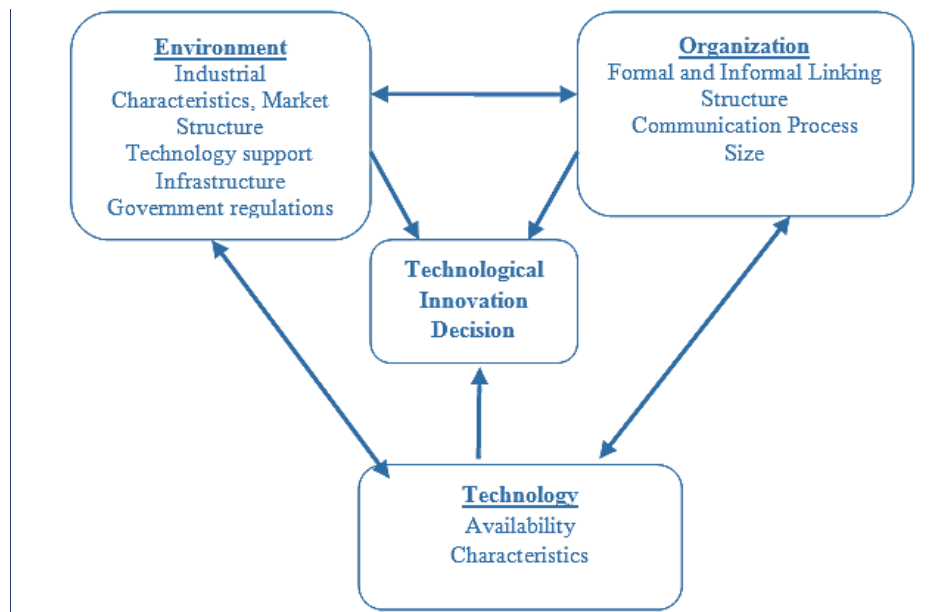 Environment
Industrial
Characteristics, Market
Structure
Technology support
Infrastructure
Government regulations
Organization
Formal and Informal Linking
Structure
Communication Process
Size
Technological
Innovation
Decision
Technology
Availability
Characteristics